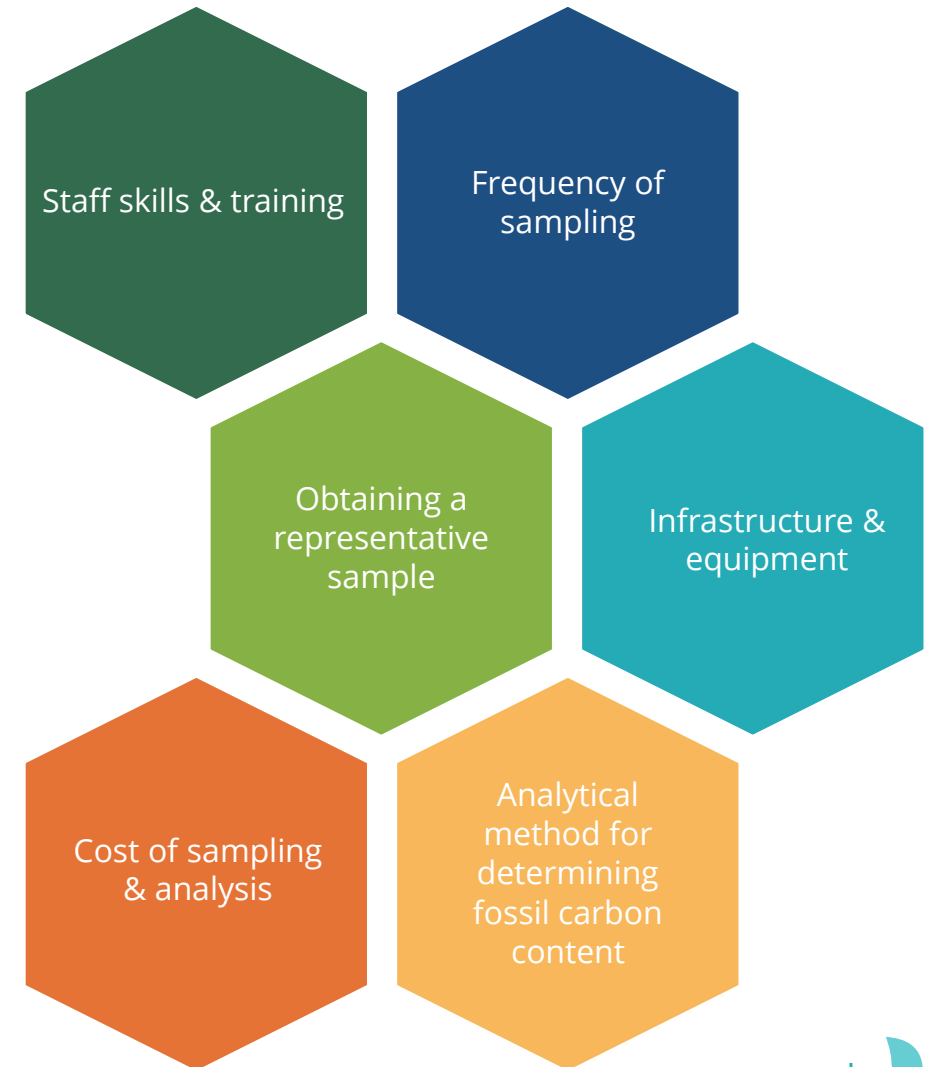 Staff skills & training
Frequency of
sampling
Obtaining a
representative
sample
Infrastructure &
equipment
Cost of sampling
& analysis
Analytical
method for
determining
fossil carbon
content